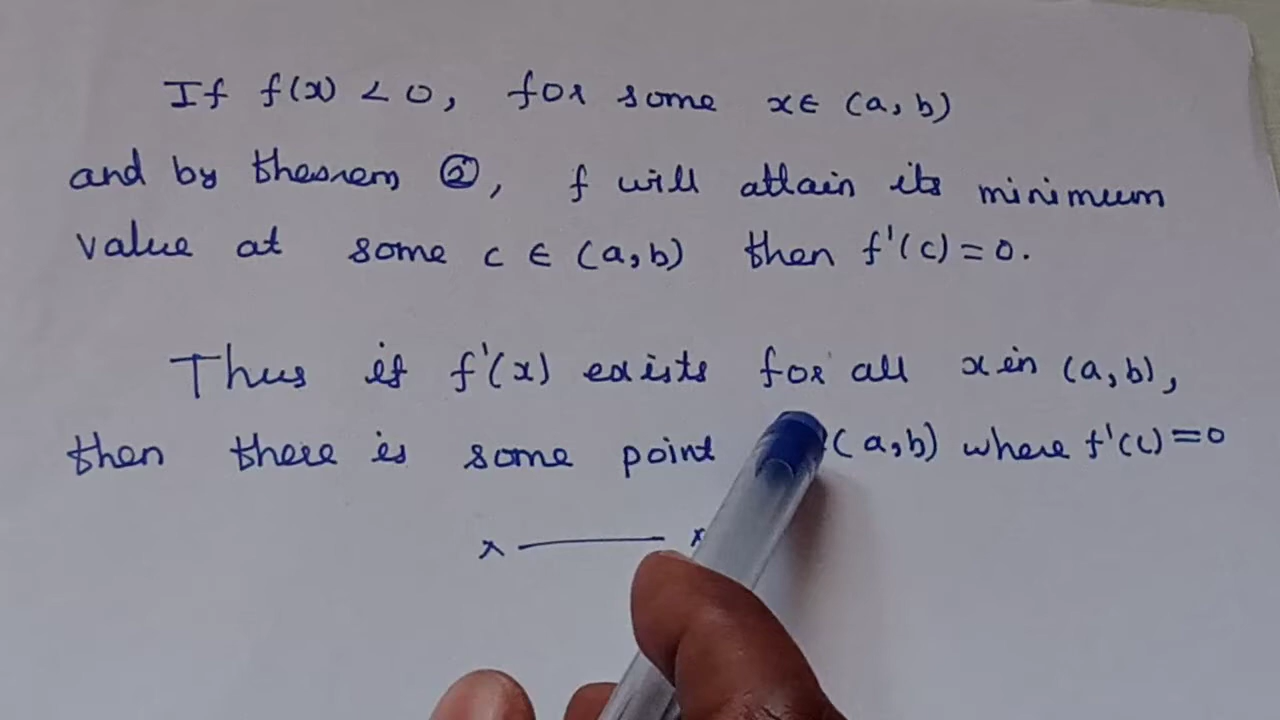 If f(x) < 0, for some x ∈ (a, b)
and by theorem ②, f will attain its minimum
value at some c ∈ (a, b) then f'(c) = 0.
Thus if f'(x) exists for all x in (a, b),
then there is some point (a, b) where f'(c) = 0
x —— x